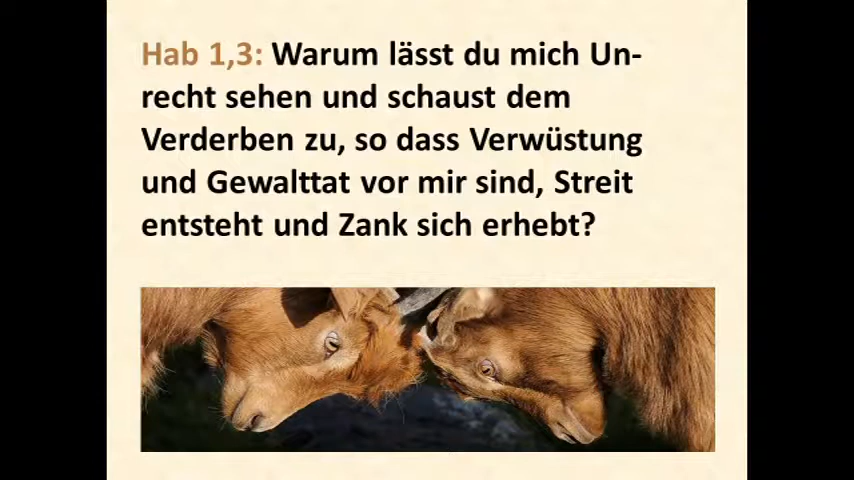 Hab 1,3: Warum lässt du mich Un-
recht sehen und schaust dem
Verderben zu, so dass Verwüstung
und Gewalttat vor mir sind, Streit
entsteht und Zank sich erhebt?